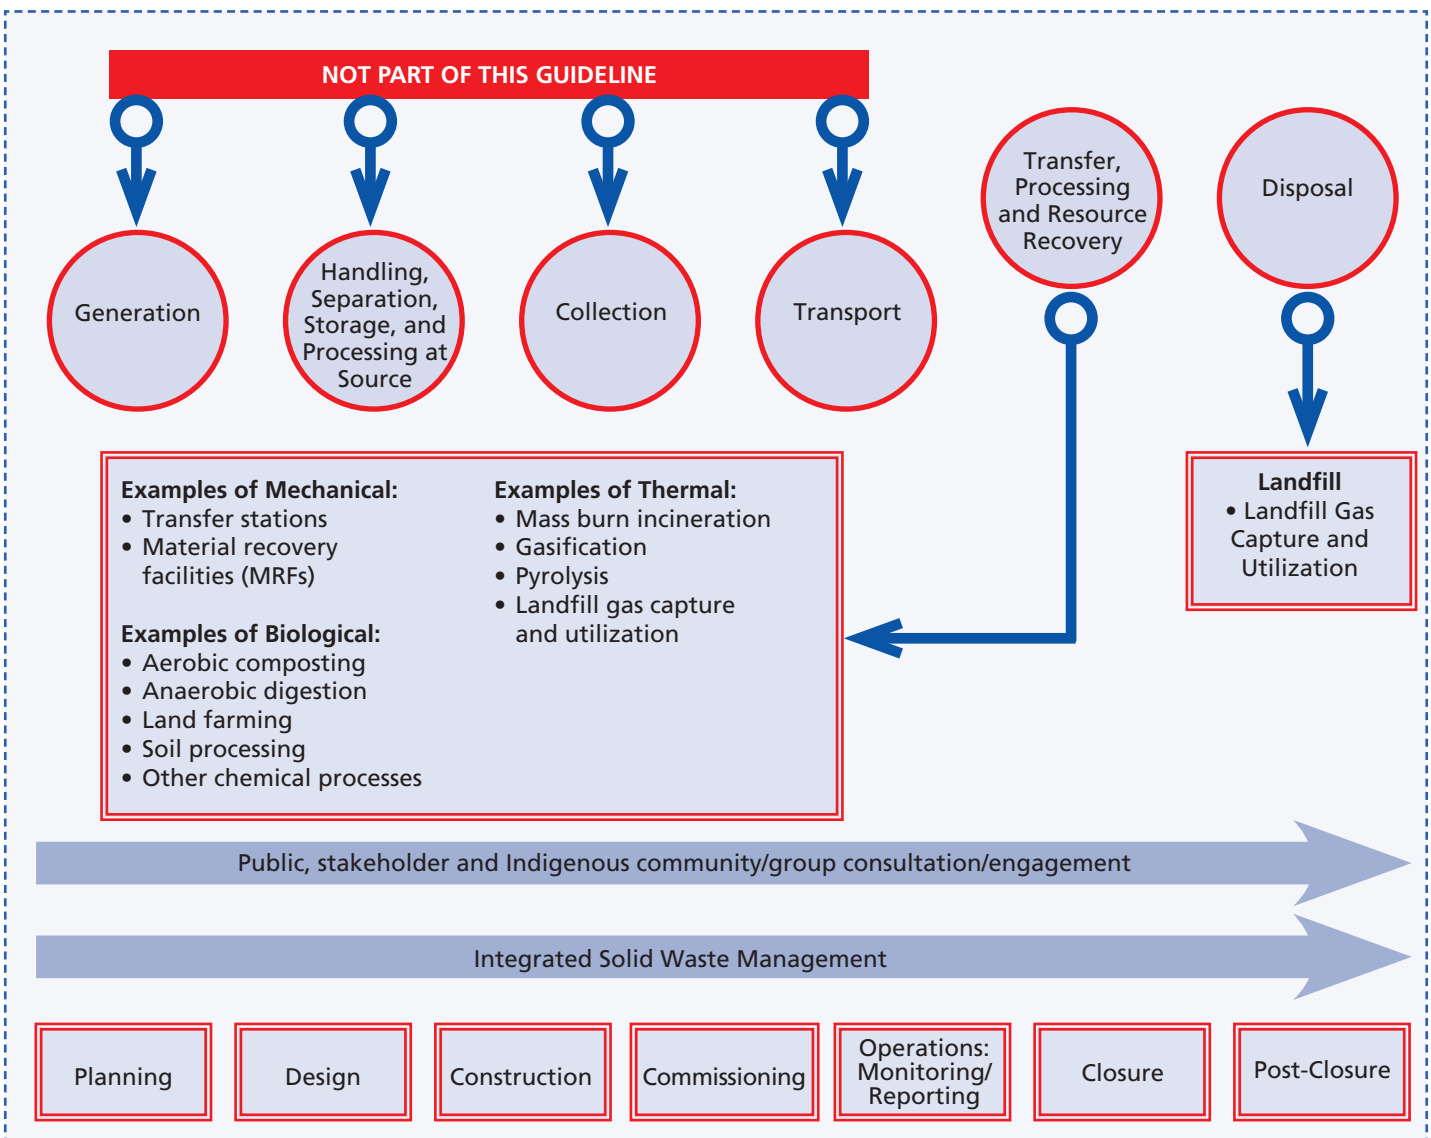 NOT PART OF THIS GUIDELINE
Generation
Handling,
Separation,
Storage, and
Processing at
Source
Collection
Transport
Transfer,
Processing
and Resource
Recovery
Disposal
Examples of Mechanical:
• Transfer stations
• Material recovery
facilities (MRFs)
Examples of Biological:
• Aerobic composting
• Anaerobic digestion
• Land farming
• Soil processing
• Other chemical processes
Examples of Thermal:
• Mass burn incineration
• Gasification
• Pyrolysis
• Landfill gas capture
and utilization
Landfill
• Landfill Gas
Capture and
Utilization
Public, stakeholder and Indigenous community/group consultation/engagement
Integrated Solid Waste Management
Planning
Design
Construction
Commissioning
Operations:
Monitoring/
Reporting
Closure
Post-Closure